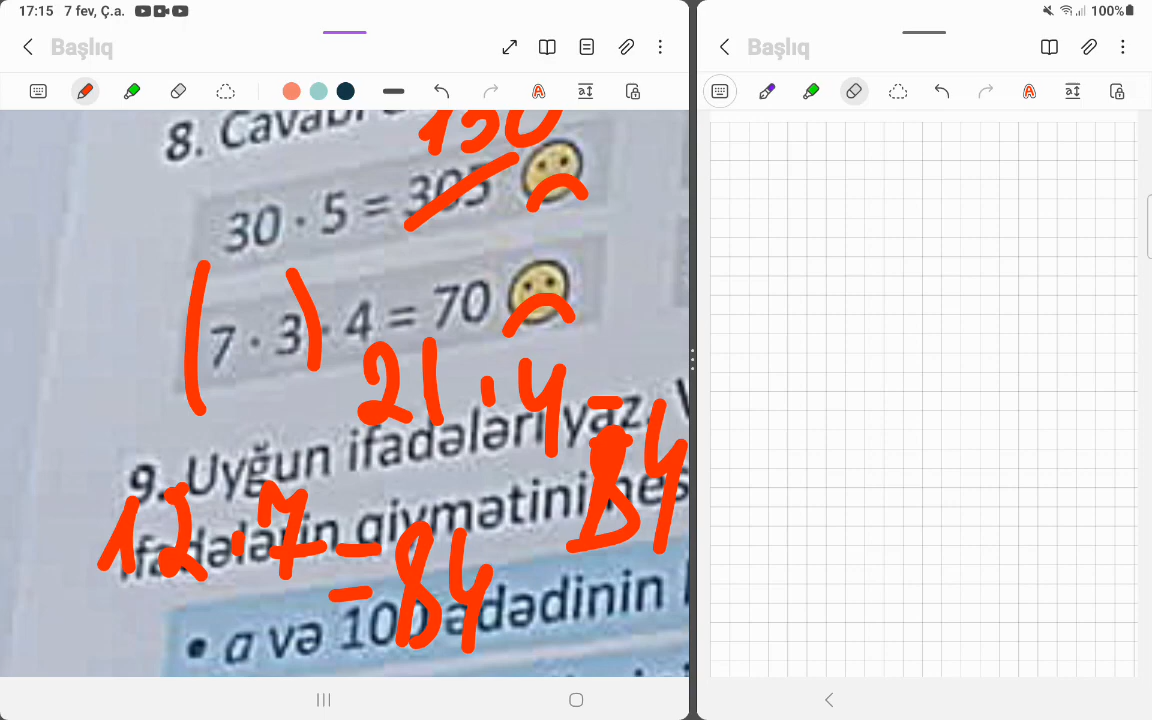 17:15 7 fev, Ç.a.
100%
Başlıq
Başlıq
8. Cavabı
150
30 · 5 = 305
(7 · 3) · 4 = 70
21 · 4 = 84
9. Uyğun ifadələri yaz.
ifadələrin qiymətini hes
12 · 7 = 84
• a və 100 ədədinin